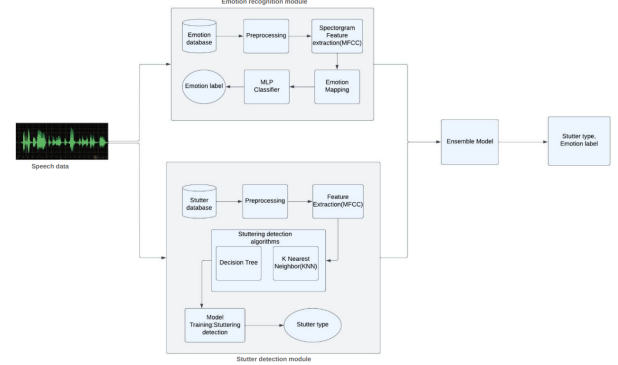 Emotion recognition module
Emotion
database
Preprocessing
Spectorgram
Feature
extraction(MFCC)
Emotion label
MLP
Classifier
Emotion
Mapping
Speech data
Ensemble Model
Stutter type,
Emotion label
Stutter
database
Preprocessing
Feature
Extraction(MFCC)
Stuttering detection
algorithms
Decision Tree
K Nearest
Neighbor(KNN)
Model
Training:Stuttering
detection
Stutter type
Stutter detection module